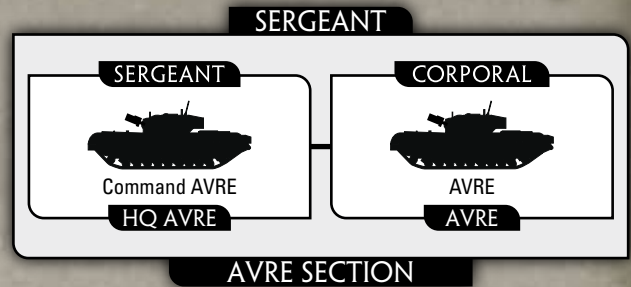 SERGEANT
SERGEANT
Command AVRE
HQ AVRE
CORPORAL
AVRE
AVRE
AVRE SECTION